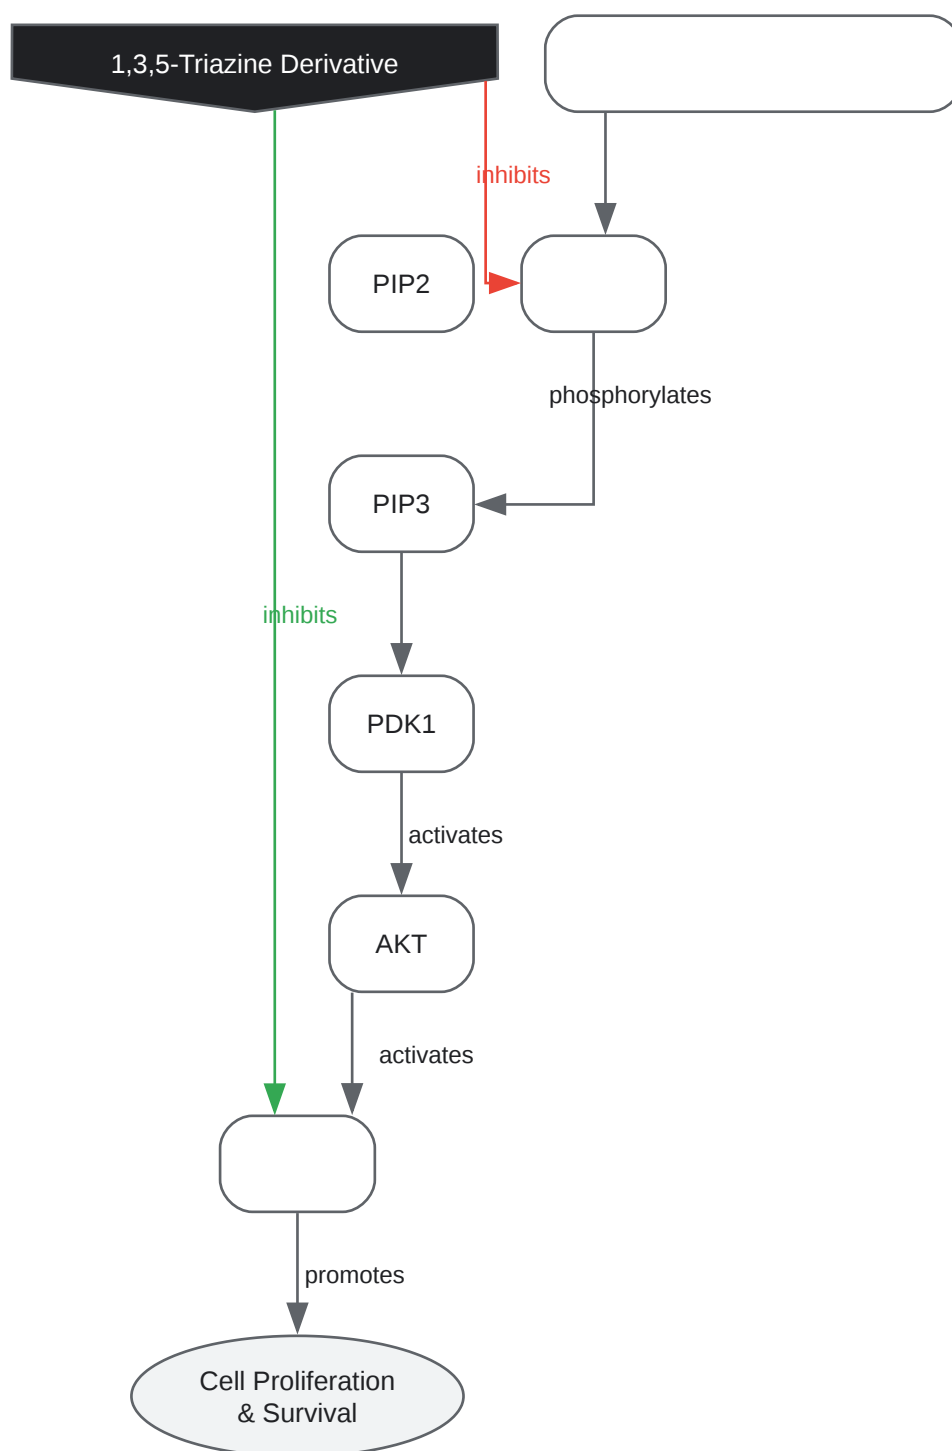 1,3,5-Triazine Derivative
inhibits
PIP2
phosphorylates
PIP3
inhibits
PDK1
activates
AKT
activates
promotes
Cell Proliferation
& Survival